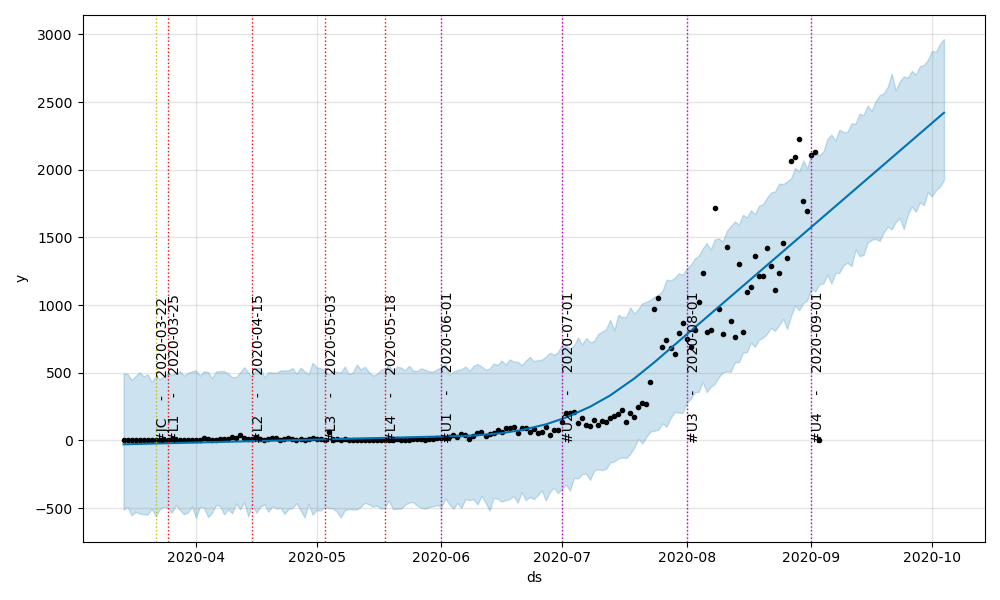 3000
2500
2000
1500
1000
500
0
−500
y
#JC - 2020-03-22
#L1 - 2020-03-25
#L2 - 2020-04-15
#L3 - 2020-05-03
#L4 - 2020-05-18
#U1 - 2020-06-01
#U2 - 2020-07-01
#U3 - 2020-08-01
#U4 - 2020-09-01
2020-04 2020-05 2020-06 2020-07 2020-08 2020-09 2020-10
ds